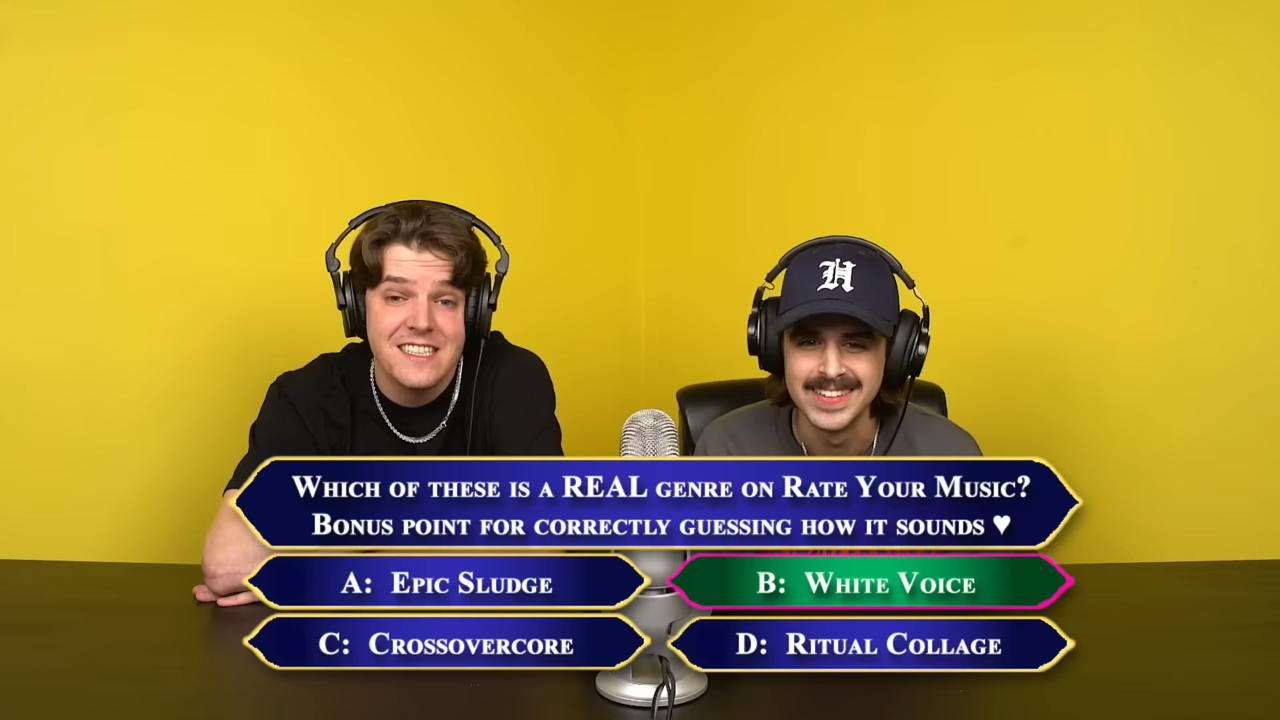 H
Which of these is a REAL genre on Rate Your Music?
Bonus point for correctly guessing how it sounds ♥
A: Epic Sludge
B: White Voice
C: Crossovercore
D: Ritual Collage